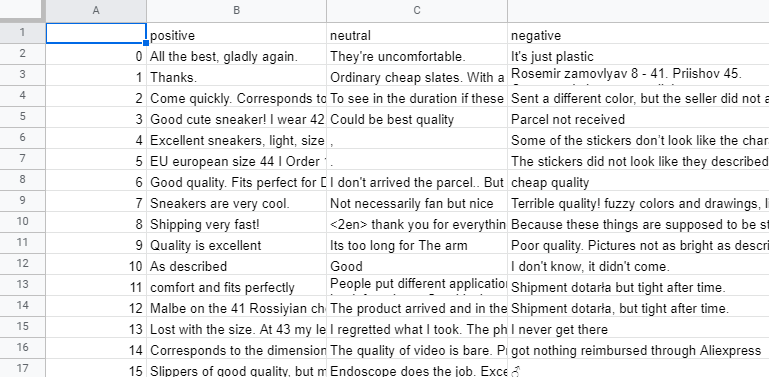 A B C
1 positive neutral negative
2 0 All the best, gladly again. They're uncomfortable. It's just plastic
3 1 Thanks. Ordinary cheap slates. With a Rosemir zamovlyav 8 - 41. Priishov 45.
4 2 Come quickly. Corresponds to To see in the duration if these Sent a different color, but the seller did not a
5 3 Good cute sneaker! I wear 42 Could be best quality Parcel not received
6 4 Excellent sneakers, light, size , Some of the stickers don't look like the char
7 5 EU european size 44 I Order . The stickers did not look like they described
8 6 Good quality. Fits perfect for D I don't arrived the parcel.. But cheap quality
9 7 Sneakers are very cool. Not necessarily fan but nice Terrible quality! fuzzy colors and drawings, li
10 8 Shipping very fast! <2en> thank you for everythin Because these things are supposed to be st
11 9 Quality is excellent Its too long for The arm Poor quality. Pictures not as bright as descri
12 10 As described Good I don't know, it didn't come.
13 11 comfort and fits perfectly People put different application Shipment dotarła but tight after time.
14 12 Malbe on the 41 Rossiyian ch The product arrived and in the Shipment dotarła, but tight after time.
15 13 Lost with the size. At 43 my le I regretted what I took. The ph I never get there
16 14 Corresponds to the dimension The quality of video is bare. P got nothing reimbursed through Aliexpress
17 15 Slippers of good quality, but m Endoscope does the job. Exce